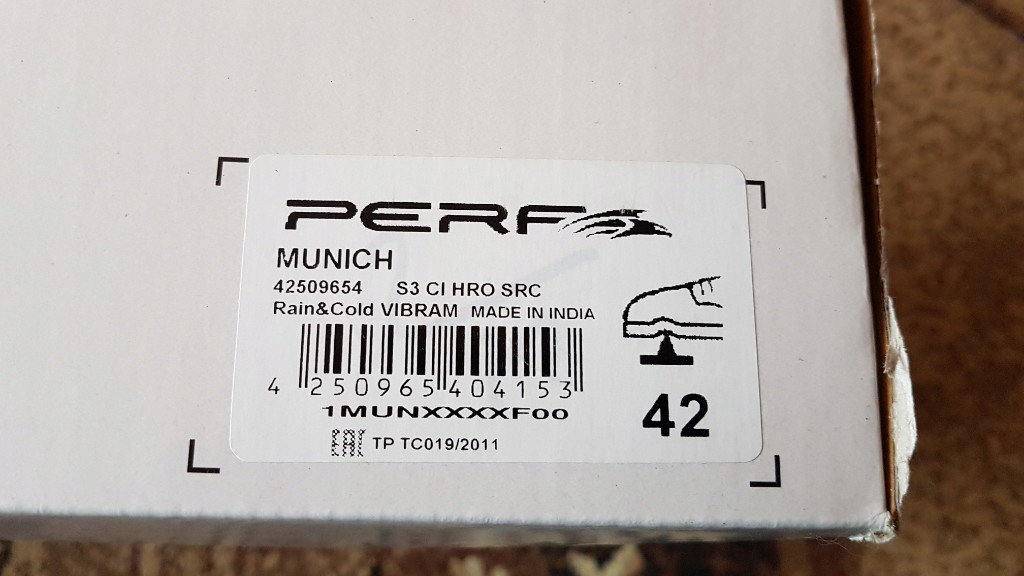 PERF
MUNICH
42509654 S3 CI HRO SRC
Rain&Cold VIBRAM MADE IN INDIA
4 250965 404153
1MUNXXXXF00
EAC TP TC019/2011
42